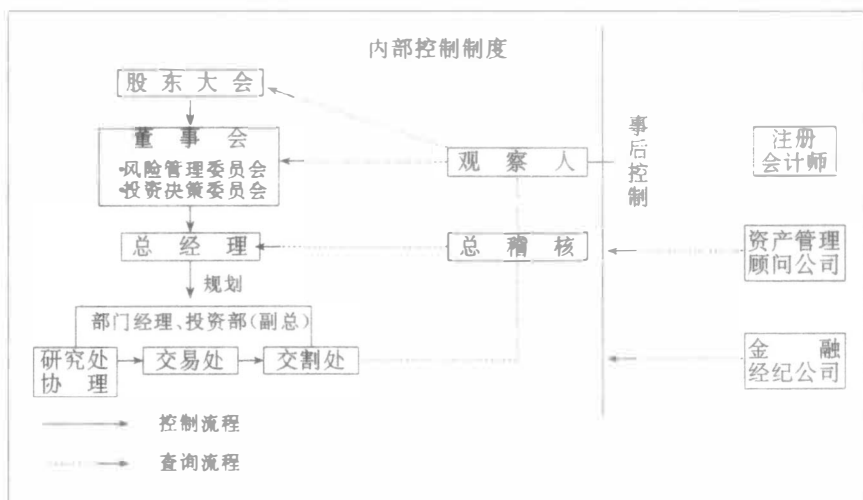 内部控制制度
股东大会
董事会
•风险管理委员会
•投资决策委员会
观察人
事后控制
注册
会计师
总经理
总稽核
资产管理
顾问公司
规划
部门经理、投资部(副总)
研究处
协理
交易处
交割处
金融
经纪公司
控制流程
查询流程